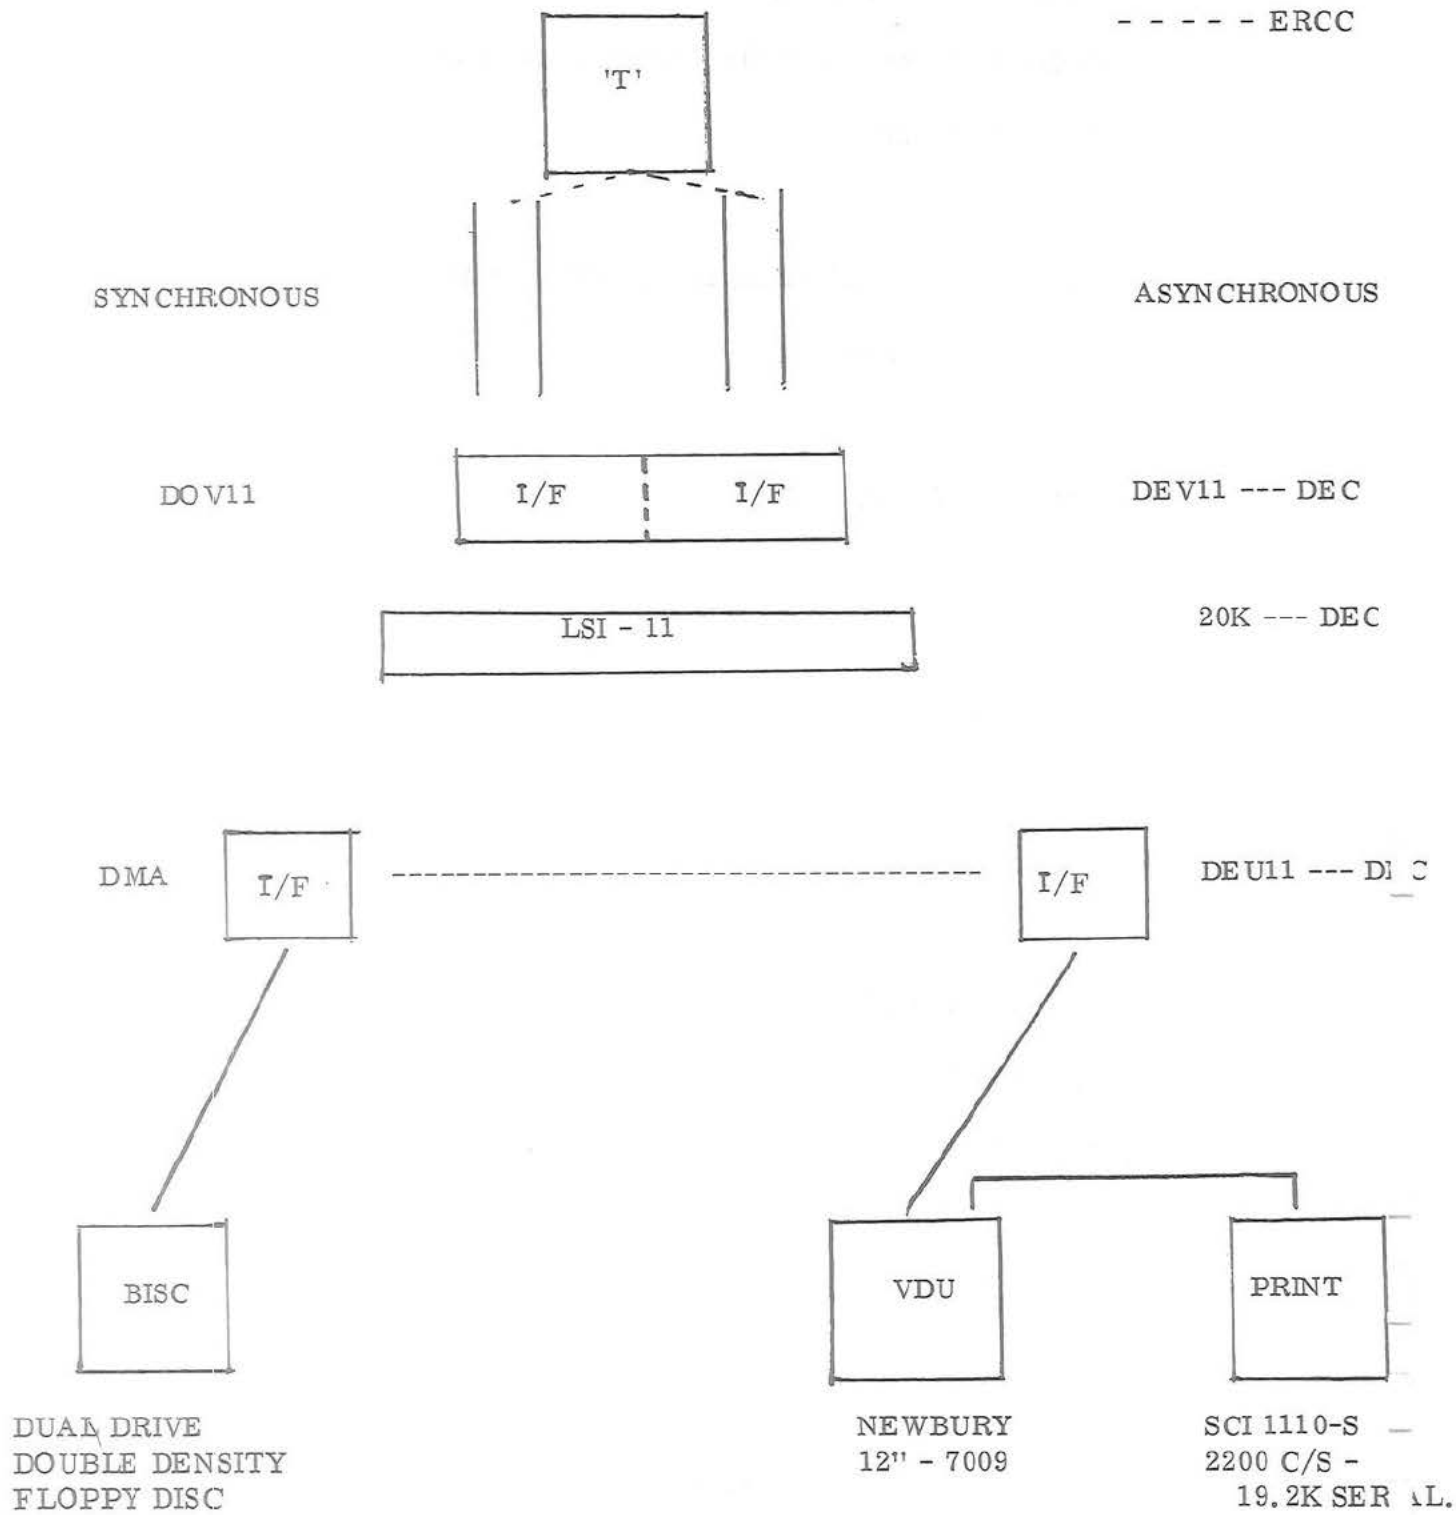 ----- ERCC
'T'
SYNCHRONOUS
ASYNCHRONOUS
DOV11
I/F
I/F
DEV11 --- DEC
LSI - 11
20K --- DEC
DMA
I/F
I/F
DEU11 ---
BISC
VDU
PRINT
DUAL DRIVE
DOUBLE DENSITY
FLOPPY DISC
NEWBURY
12" - 7009
SCI 1110-S
2200 C/S -
19.2K